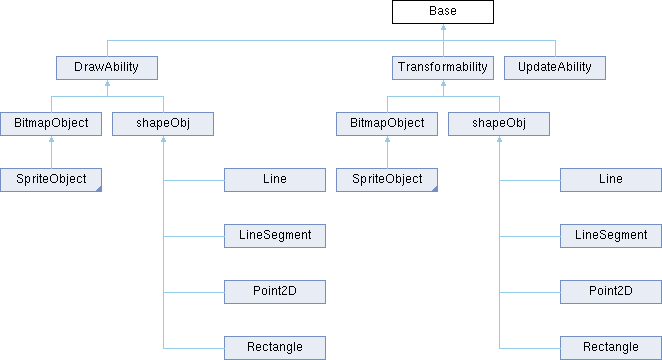 Base
DrawAbility Transformability UpdateAbility
BitmapObject shapeObj BitmapObject shapeObj
SpriteObject Line SpriteObject Line
LineSegment LineSegment
Point2D Point2D
Rectangle Rectangle